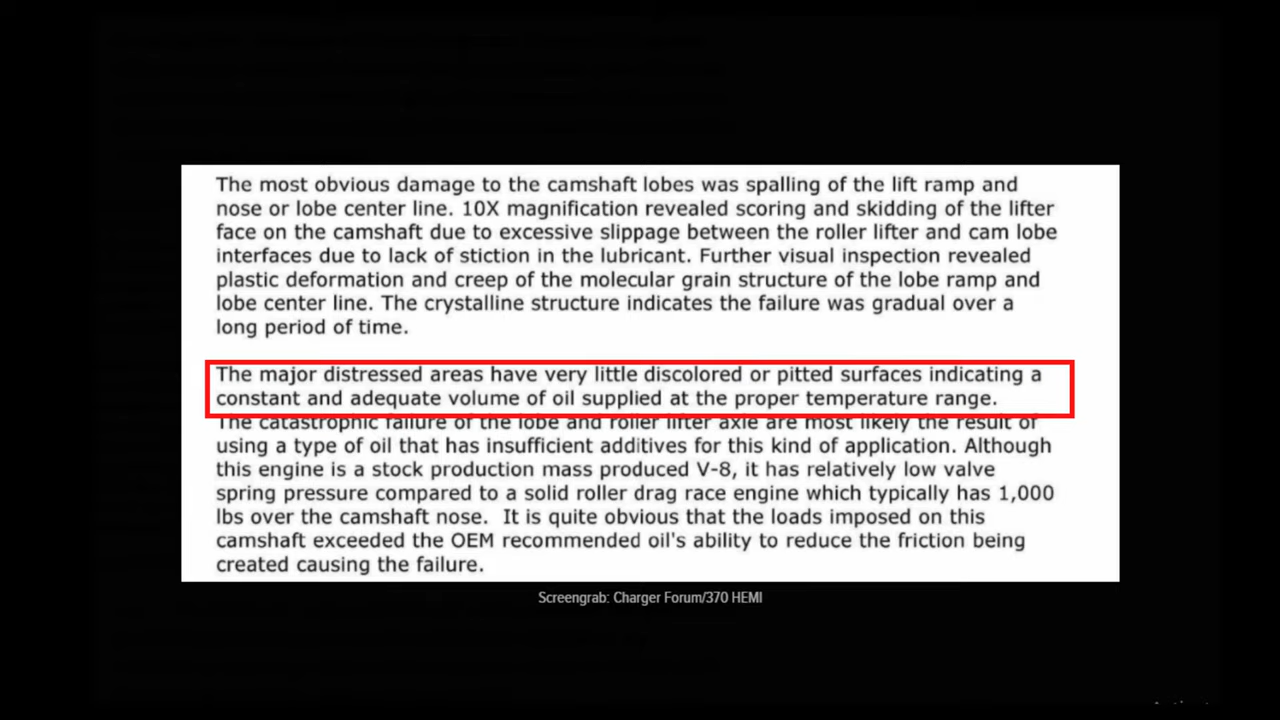 The most obvious damage to the camshaft lobes was spalling of the lift ramp and
nose or lobe center line. 10X magnification revealed scoring and skidding of the lifter
face on the camshaft due to excessive slippage between the roller lifter and cam lobe
interfaces due to lack of stiction in the lubricant. Further visual inspection revealed
plastic deformation and creep of the molecular grain structure of the lobe ramp and
lobe center line. The crystalline structure indicates the failure was gradual over a
long period of time.
The major distressed areas have very little discolored or pitted surfaces indicating a
constant and adequate volume of oil supplied at the proper temperature range.
The catastrophic failure of the lobe and roller lifter axle are most likely the result of
using a type of oil that has insufficient additives for this kind of application. Although
this engine is a stock production mass produced V-8, it has relatively low valve
spring pressure compared to a solid roller drag race engine which typically has 1,000
lbs over the camshaft nose. It is quite obvious that the loads imposed on this
camshaft exceeded the OEM recommended oil's ability to reduce the friction being
created causing the failure.
Screengrab: Charger Forum/370 HEMI